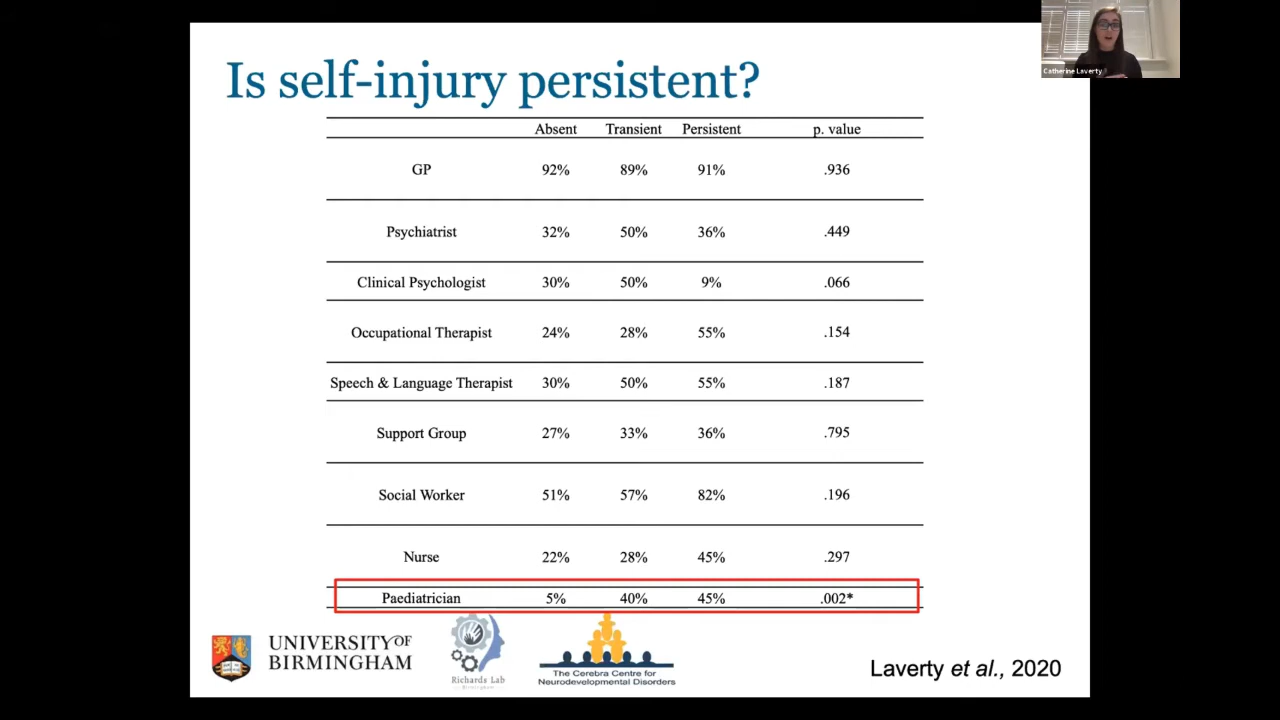 Catherine Laverty
Is self-injury persistent?
Absent Transient Persistent p. value
GP 92% 89% 91% .936
Psychiatrist 32% 50% 36% .449
Clinical Psychologist 30% 50% 9% .066
Occupational Therapist 24% 28% 55% .154
Speech & Language Therapist 30% 50% 55% .187
Support Group 27% 33% 36% .795
Social Worker 51% 57% 82% .196
Nurse 22% 28% 45% .297
Paediatrician 5% 40% 45% .002*
UNIVERSITY OF
BIRMINGHAM
Richards Lab
Birmingham
The Cerebra Centre for
Neurodevelopmental Disorders
Laverty et al., 2020